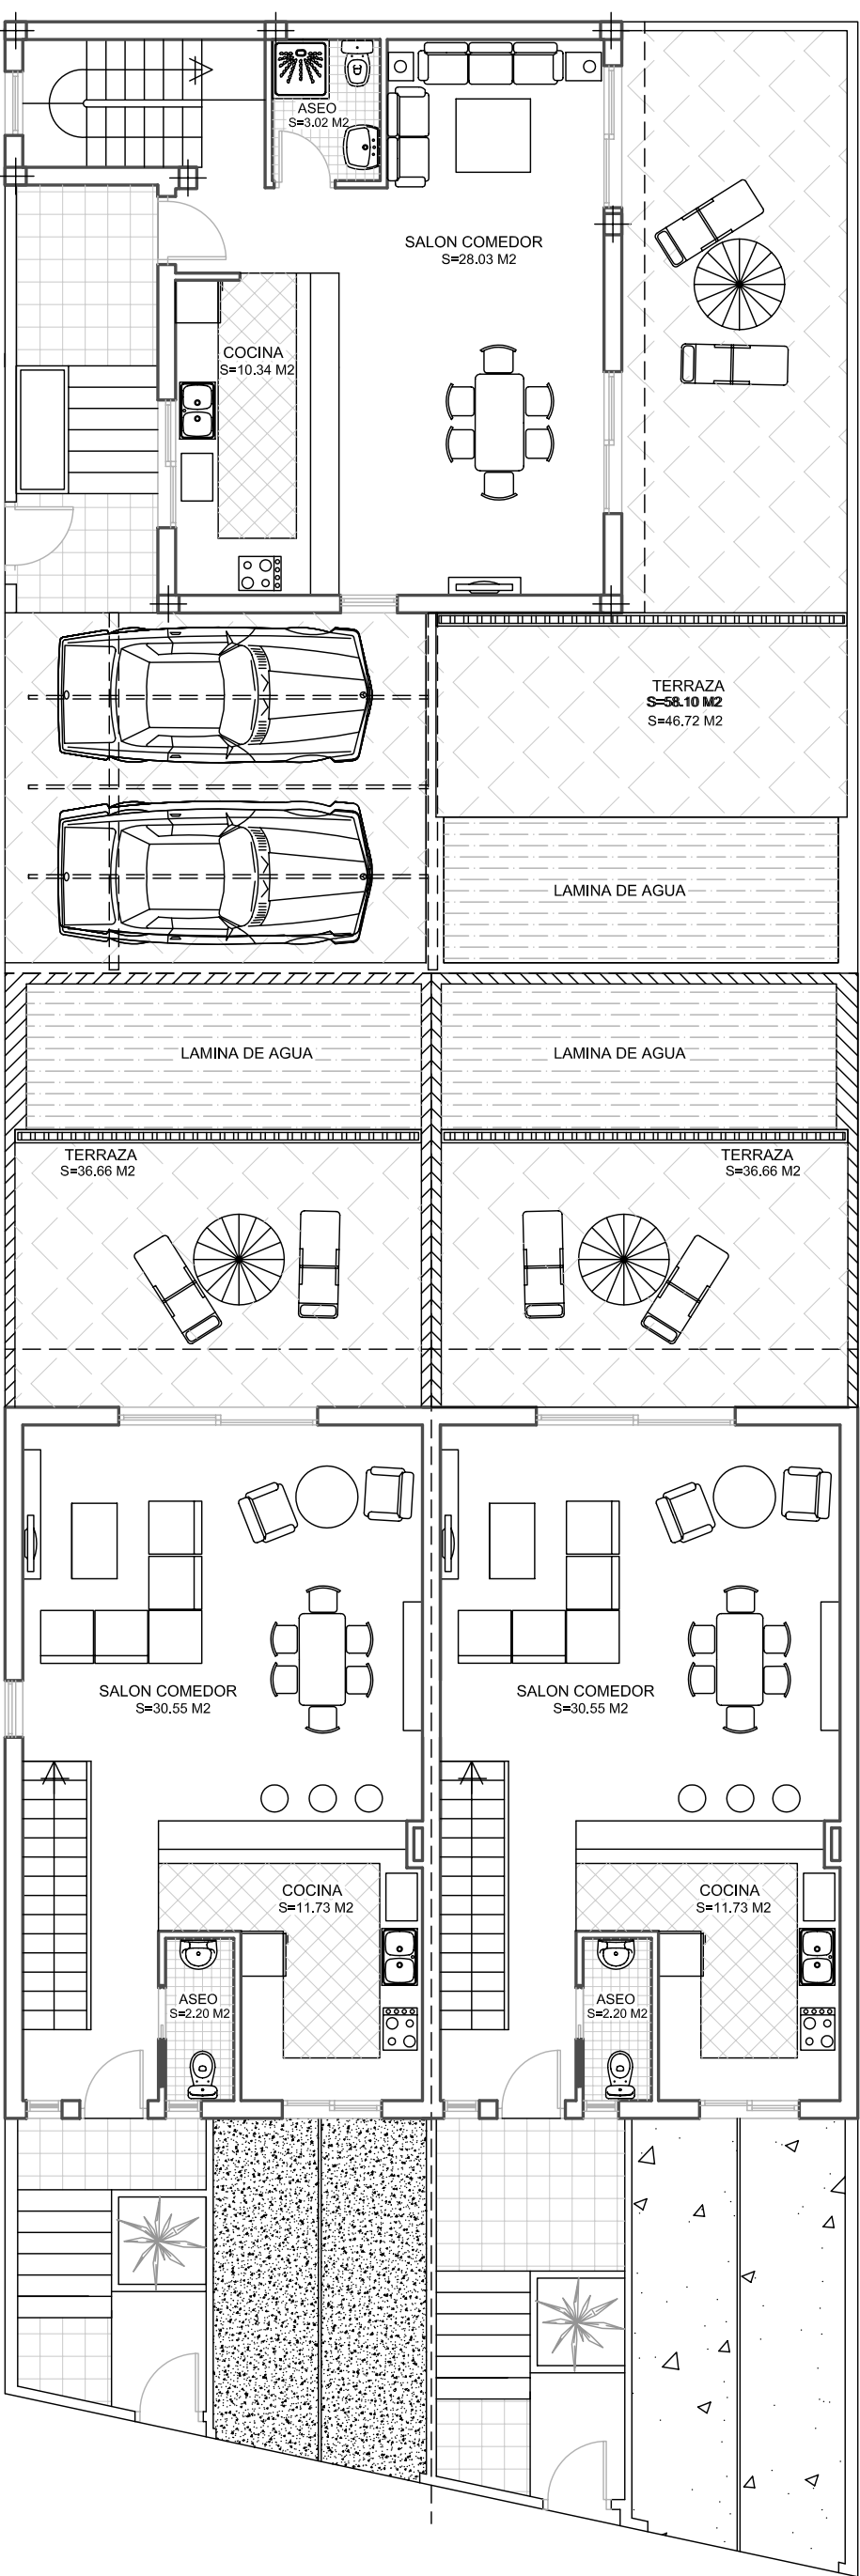 ASEO
S=3.02 M2
SALON COMEDOR
S=28.03 M2
COCINA
S=10.34 M2
TERRAZA
S=58.10 M2
S=46.72 M2
LAMINA DE AGUA
LAMINA DE AGUA
LAMINA DE AGUA
TERRAZA
S=36.66 M2
TERRAZA
S=36.66 M2
SALON COMEDOR
S=30.55 M2
SALON COMEDOR
S=30.55 M2
COCINA
S=11.73 M2
COCINA
S=11.73 M2
ASEO
S=2.20 M2
ASEO
S=2.20 M2